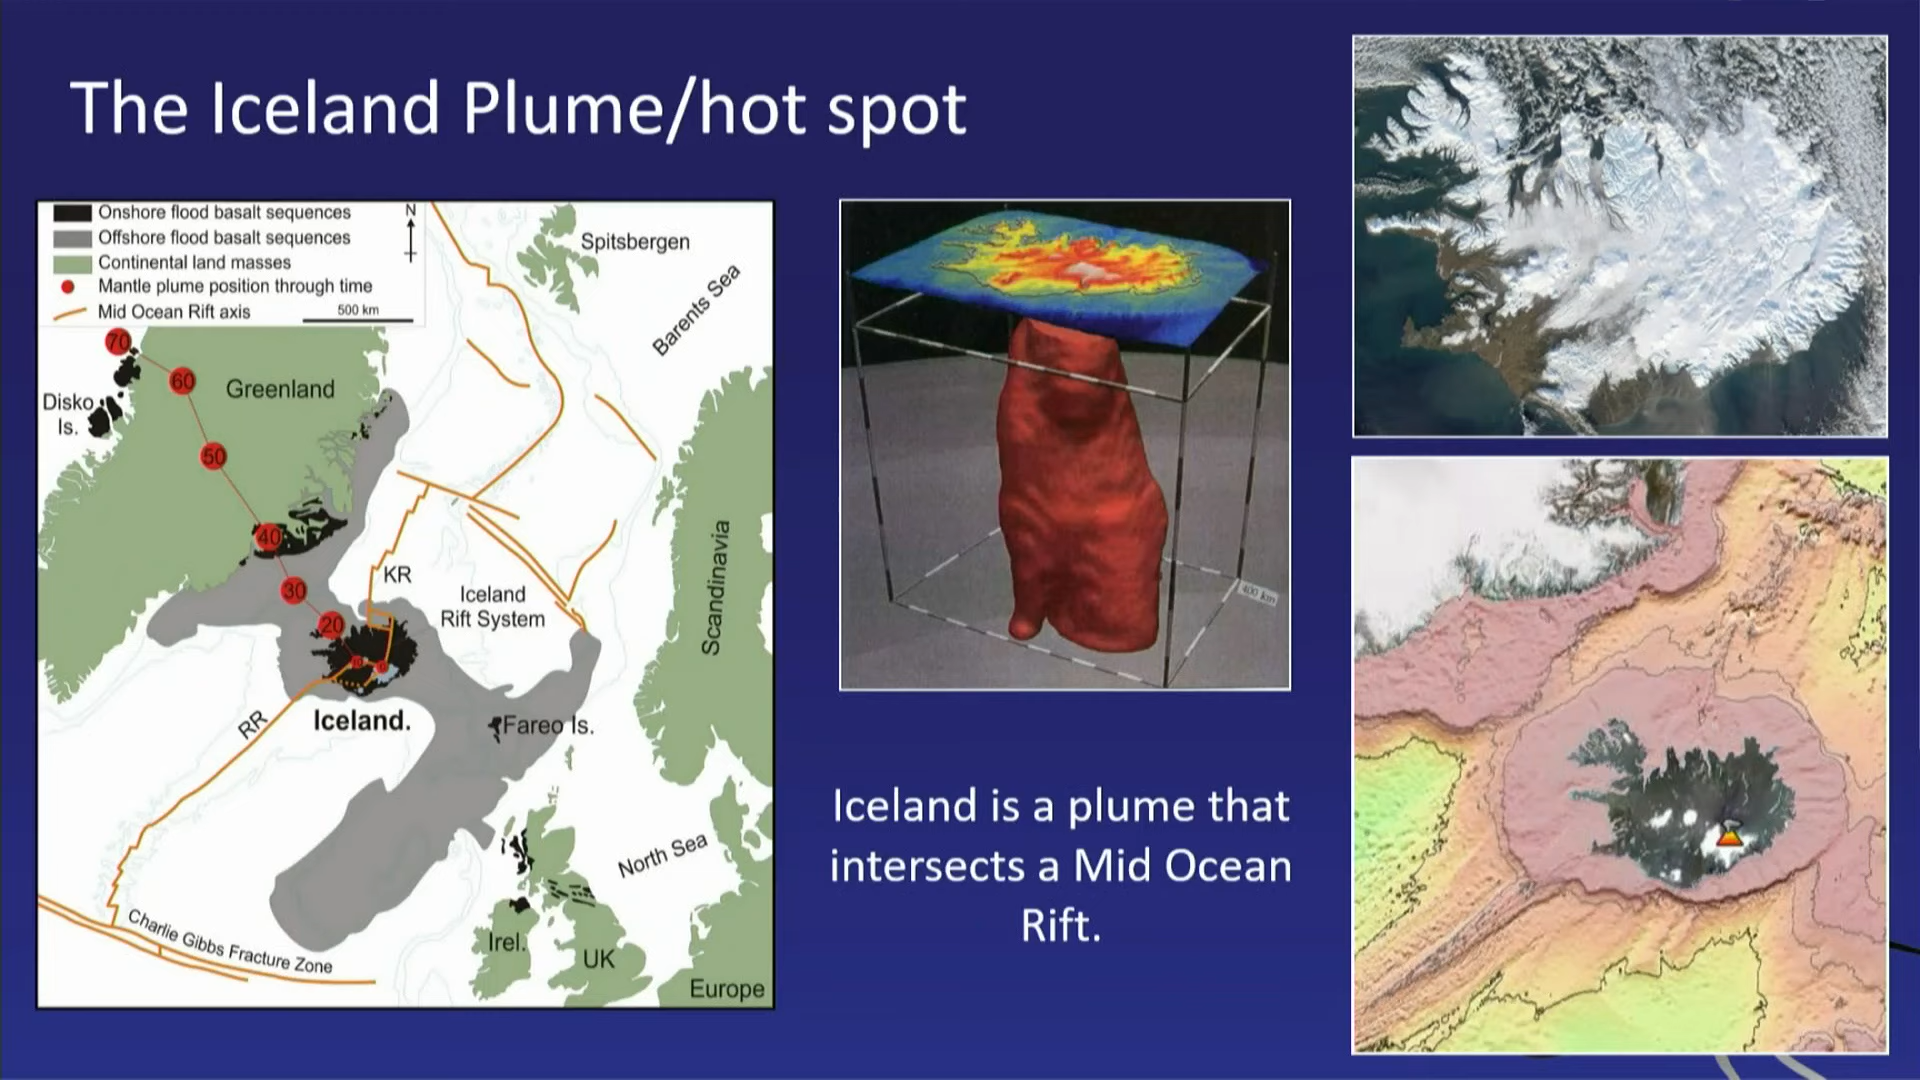 The Iceland Plume/hot spot
Onshore flood basalt sequences
Offshore flood basalt sequences
Continental land masses
Mantle plume position through time
Mid Ocean Rift axis
500 km
N
Spitsbergen
Barents Sea
70
60
Greenland
Disko
Is.
50
40
30
KR
Iceland
Rift System
20
Scandinavia
Iceland.
RR
Fareo Is.
North Sea
Charlie Gibbs Fracture Zone
Irel.
UK
Europe
400 km
Iceland is a plume that
intersects a Mid Ocean
Rift.